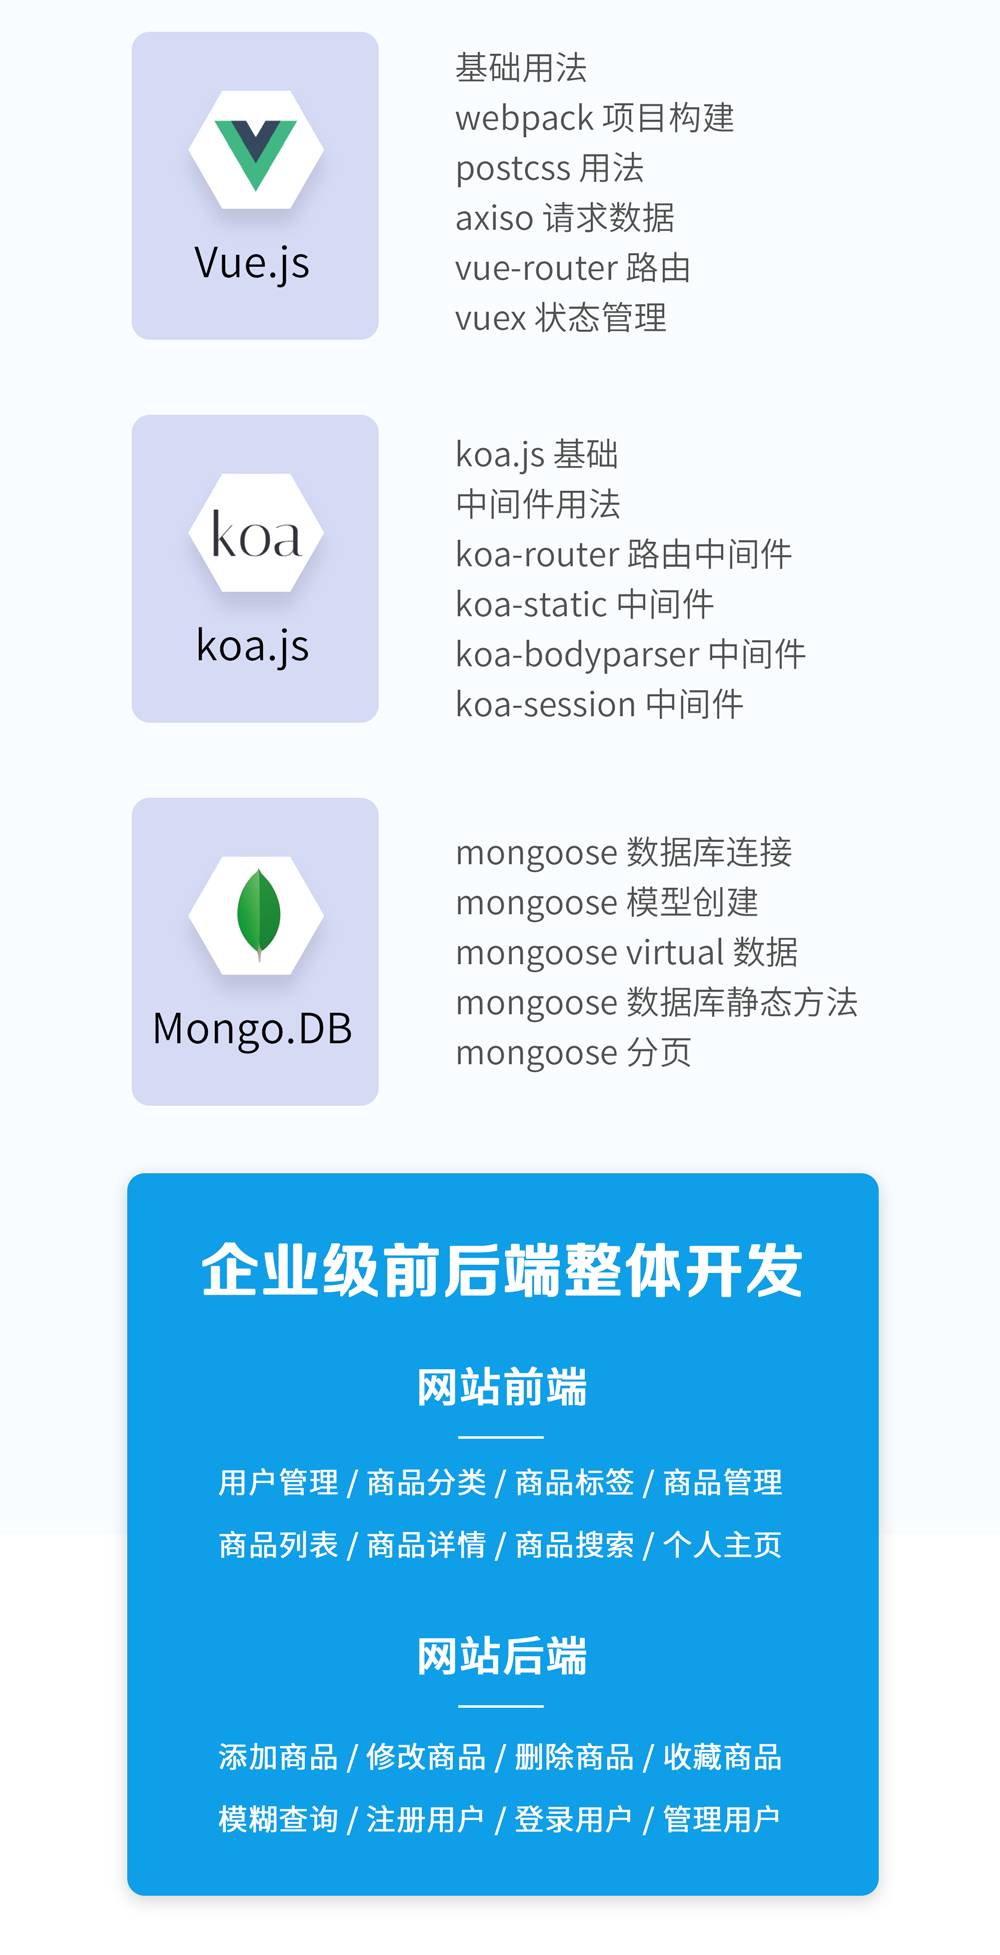 Vue.js
基础用法
webpack 项目构建
postcss 用法
axiso 请求数据
vue-router 路由
vuex 状态管理
koa
koa.js
koa.js 基础
中间件用法
koa-router 路由中间件
koa-static 中间件
koa-bodyparser 中间件
koa-session 中间件
Mongo.DB
mongoose 数据库连接
mongoose 模型创建
mongoose virtual 数据
mongoose 数据库静态方法
mongoose 分页
企业级前后端整体开发
网站前端
用户管理 / 商品分类 / 商品标签 / 商品管理
商品列表 / 商品详情 / 商品搜索 / 个人主页
网站后端
添加商品 / 修改商品 / 删除商品 / 收藏商品
模糊查询 / 注册用户 / 登录用户 / 管理用户